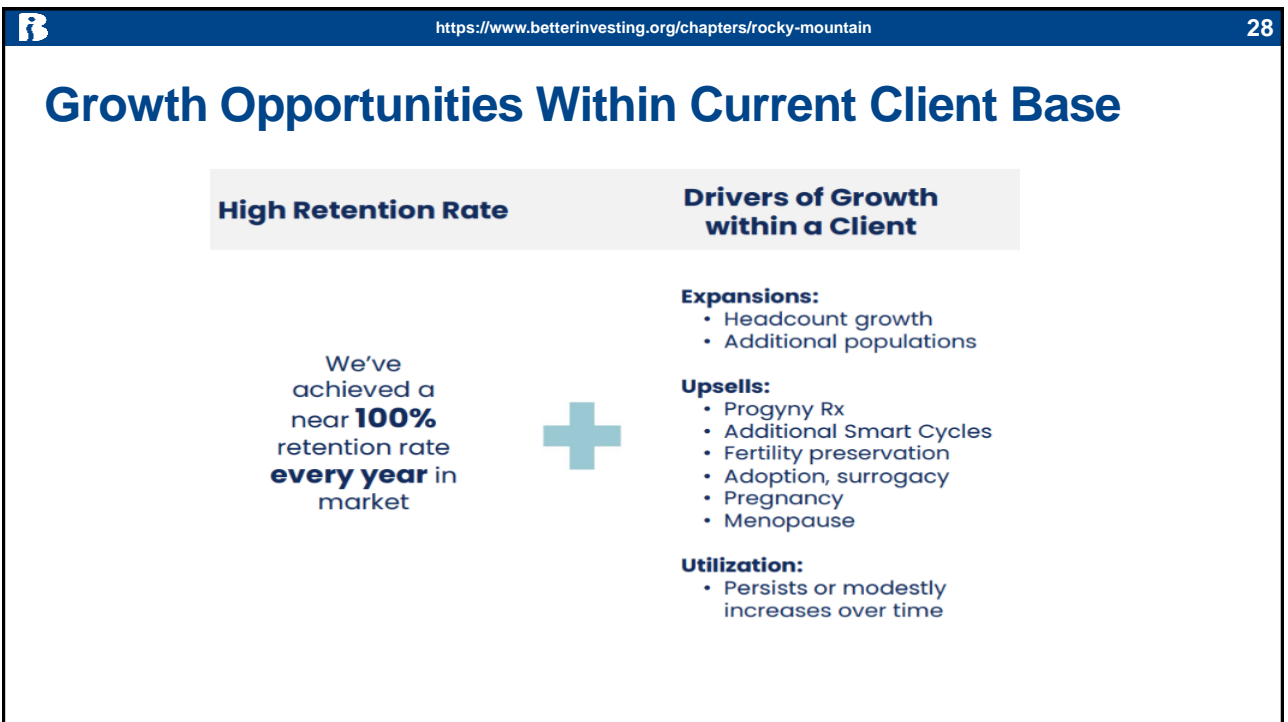 https://www.betterinvesting.org/chapters/rocky-mountain
28
Growth Opportunities Within Current Client Base
High Retention Rate
We've
achieved a
near 100%
retention rate
every year in
market
Drivers of Growth
within a Client
Expansions:
• Headcount growth
• Additional populations
Upsells:
• Progyny Rx
• Additional Smart Cycles
• Fertility preservation
• Adoption, surrogacy
• Pregnancy
• Menopause
Utilization:
• Persists or modestly
increases over time